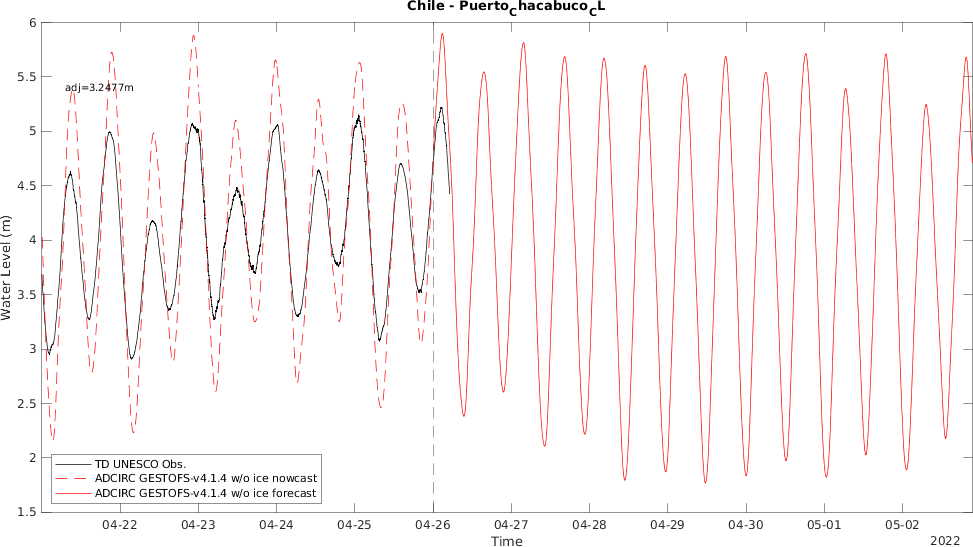 Chile - Puerto_Chacabuco_CL
6
5.5
5
4.5
4
3.5
3
2.5
2
1.5
Water Level (m)
adj=3.2477m
TD UNESCO Obs.
ADCIRC GESTOFS-v4.1.4 w/o ice nowcast
ADCIRC GESTOFS-v4.1.4 w/o ice forecast
04-22 04-23 04-24 04-25 04-26 04-27 04-28 04-29 04-30 05-01 05-02
Time
2022